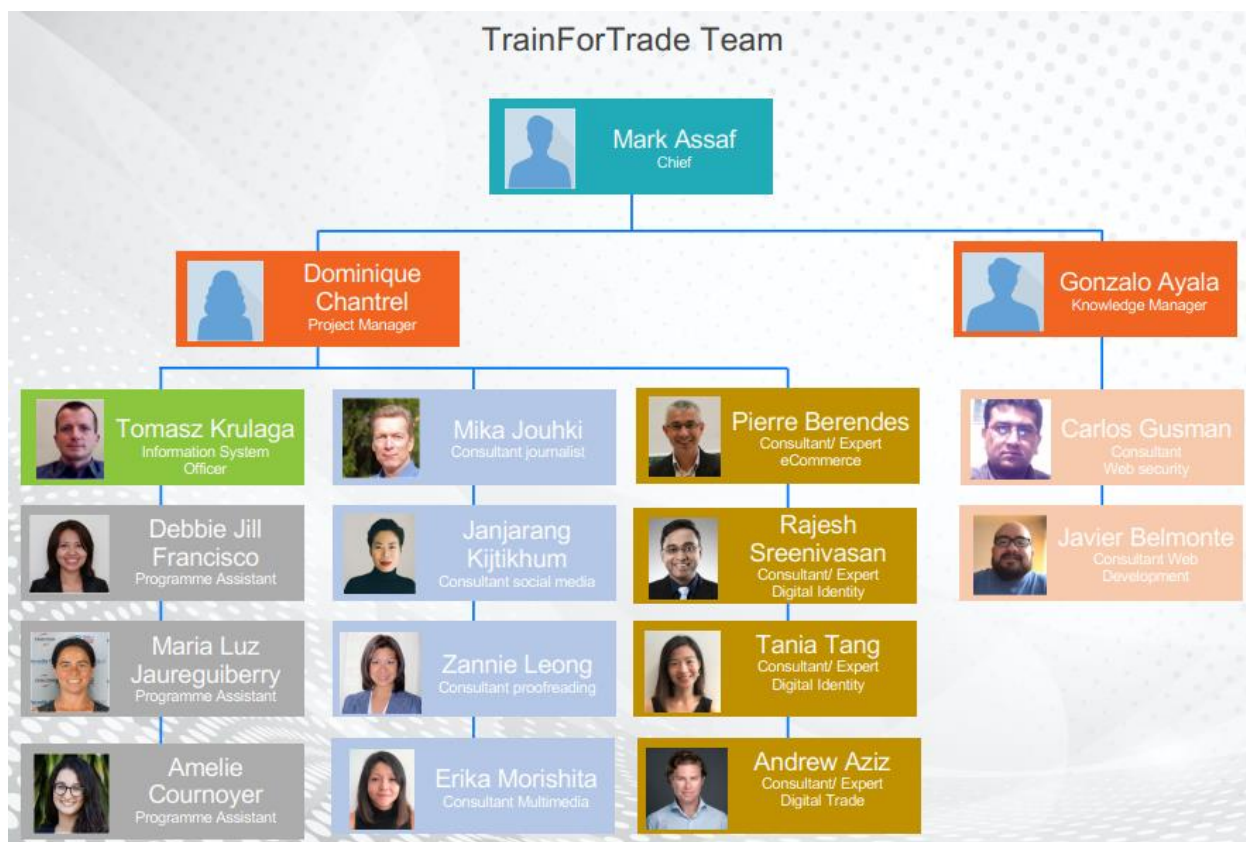 TrainForTrade Team
Mark Assaf
Chief
Dominique
Chantrel
Project Manager
Gonzalo Ayala
Knowledge Manager
Tomasz Krulaga
Information System
Officer
Mika Jouhki
Consultant journalist
Pierre Berendes
Consultant/ Expert
eCommerce
Carlos Gusman
Consultant
Web security
Debbie Jill
Francisco
Programme Assistant
Janjarang
Kijtikhum
Consultant social media
Rajesh
Sreenivasan
Consultant/ Expert
Digital Identity
Javier Belmonte
Consultant Web
Development
Maria Luz
Jaureguiberry
Programme Assistant
Zannie Leong
Consultant proofreading
Tania Tang
Consultant/ Expert
Digital Identity
Amelie
Cournoyer
Programme Assistant
Erika Morishita
Consultant Multimedia
Andrew Aziz
Consultant/ Expert
Digital Trade